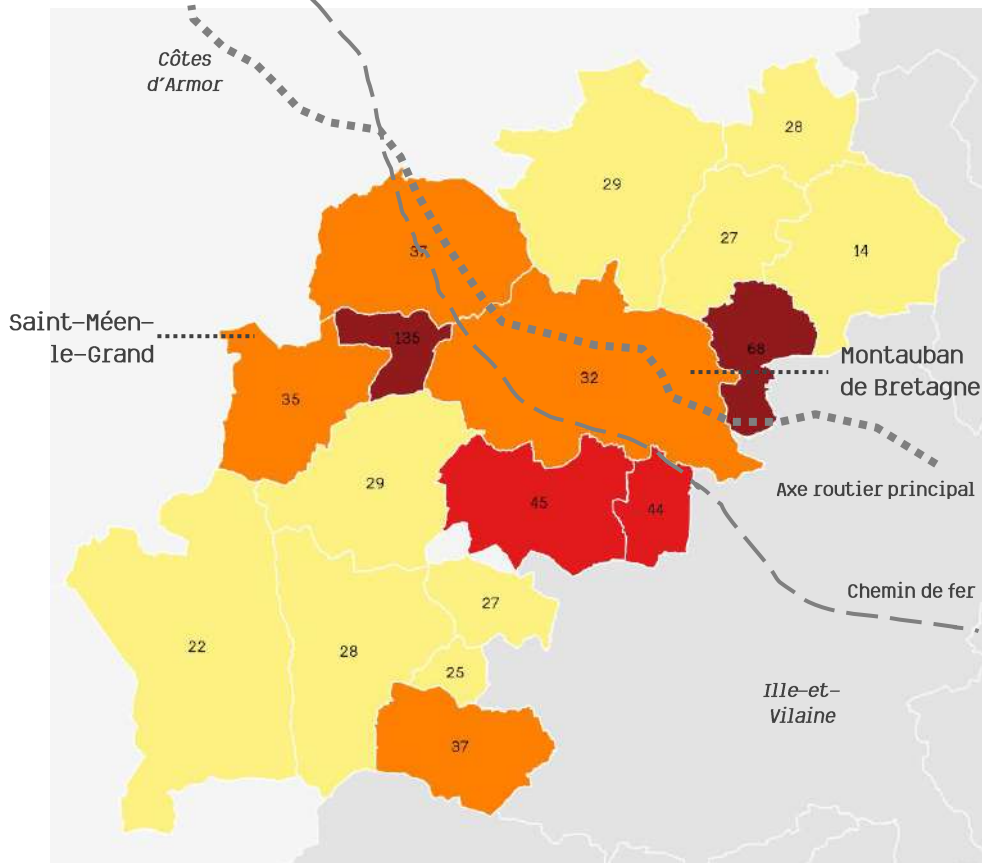 Côtes
d'Armor
28
29
27
14
37
Saint-Méen-
le-Grand
135
68
Montauban
de Bretagne
32
35
29
45
44
Axe routier principal
27
Chemin de fer
22
28
25
Ille-et-
Vilaine
37